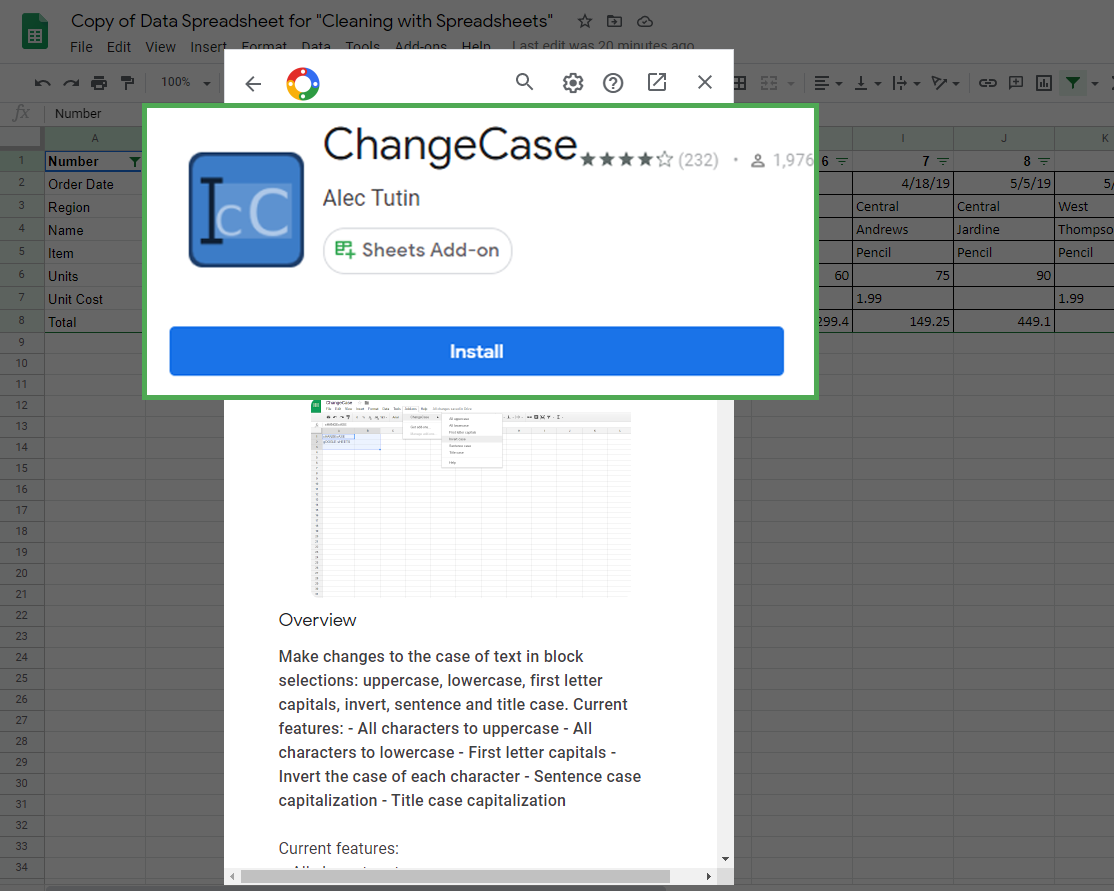 Copy of Data Spreadsheet for "Cleaning with Spreadsheets"
File Edit View Insert Format Data Tools Add-ons Help Last edit was 20 minutes ago
100%
fx Number
A I J K
1 Number 6 7 8
2 Order Date 4/18/19 5/5/19 5/
3 Region Central Central West
4 Name Andrews Jardine Thompso
5 Item Pencil Pencil Pencil
6 Units 60 75 90
7 Unit Cost 1.99 1.99
8 Total 299.4 149.25 449.1
9
10
11
12
13
14
15
16
17
18
19
20
21
22
23
24
25
26
27
28
29
30
31
32
33
34
ChangeCase (232) • 1,976
Alec Tutin
IcC
Sheets Add-on
Install
ChangeCase
Overview
Make changes to the case of text in block
selections: uppercase, lowercase, first letter
capitals, invert, sentence and title case. Current
features: - All characters to uppercase - All
characters to lowercase - First letter capitals -
Invert the case of each character - Sentence case
capitalization - Title case capitalization
Current features: